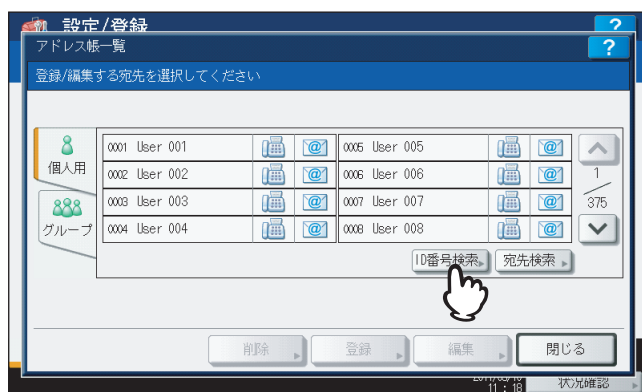 設定/登録
?
アドレス帳一覧
?
登録/編集する宛先を選択してください
個人用
グループ
0001 User 001
0005 User 005
0002 User 002
0006 User 006
0003 User 003
0007 User 007
0004 User 004
0008 User 008
1
375
ID番号検索
宛先検索
削除
登録
編集
閉じる
11 : 18
状況確認